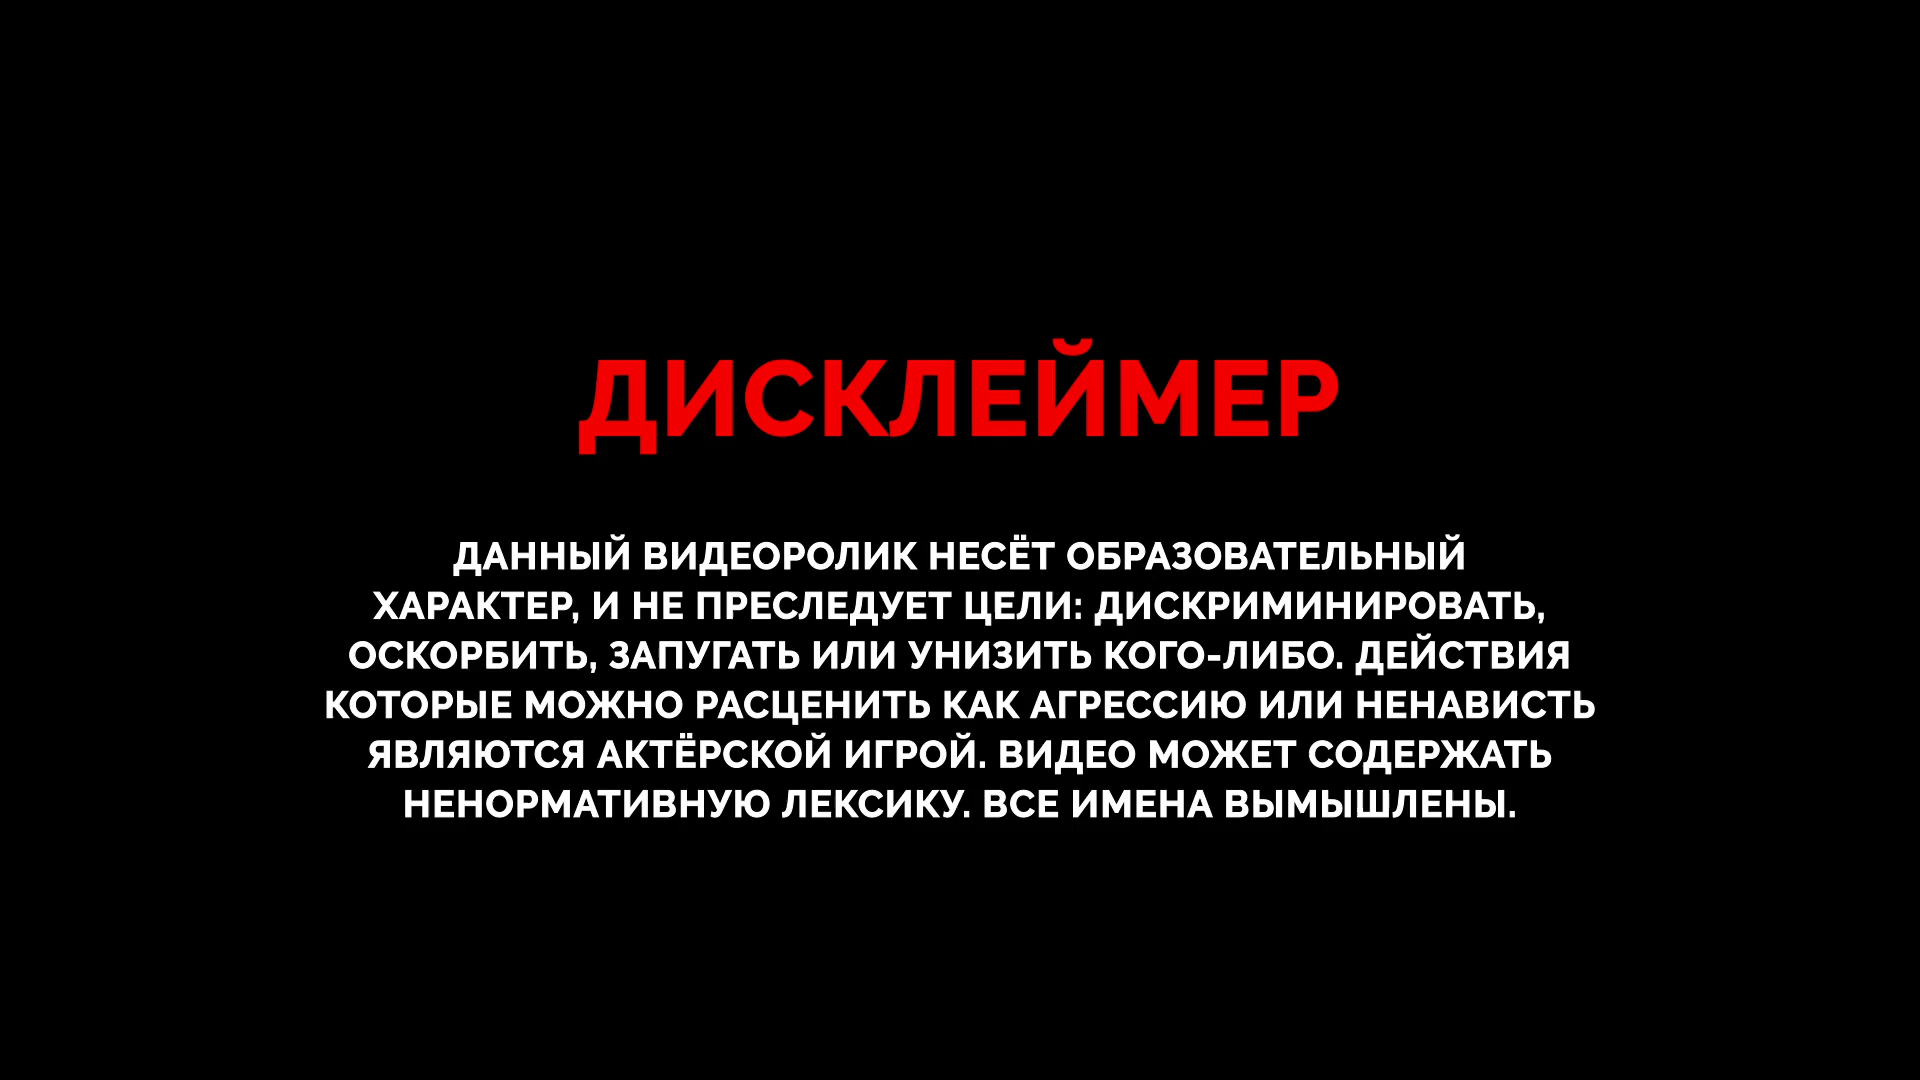 ДИСКЛЕЙМЕР
ДАННЫЙ ВИДЕОРОЛИК НЕСЁТ ОБРАЗОВАТЕЛЬНЫЙ
ХАРАКТЕР, И НЕ ПРЕСЛЕДУЕТ ЦЕЛИ: ДИСКРИМИНИРОВАТЬ,
ОСКОРБИТЬ, ЗАПУГАТЬ ИЛИ УНИЗИТЬ КОГО-ЛИБО. ДЕЙСТВИЯ
КОТОРЫЕ МОЖНО РАСЦЕНИТЬ КАК АГРЕССИЮ ИЛИ НЕНАВИСТЬ
ЯВЛЯЮТСЯ АКТЁРСКОЙ ИГРОЙ. ВИДЕО МОЖЕТ СОДЕРЖАТЬ
НЕНОРМАТИВНУЮ ЛЕКСИКУ. ВСЕ ИМЕНА ВЫМЫШЛЕНЫ.